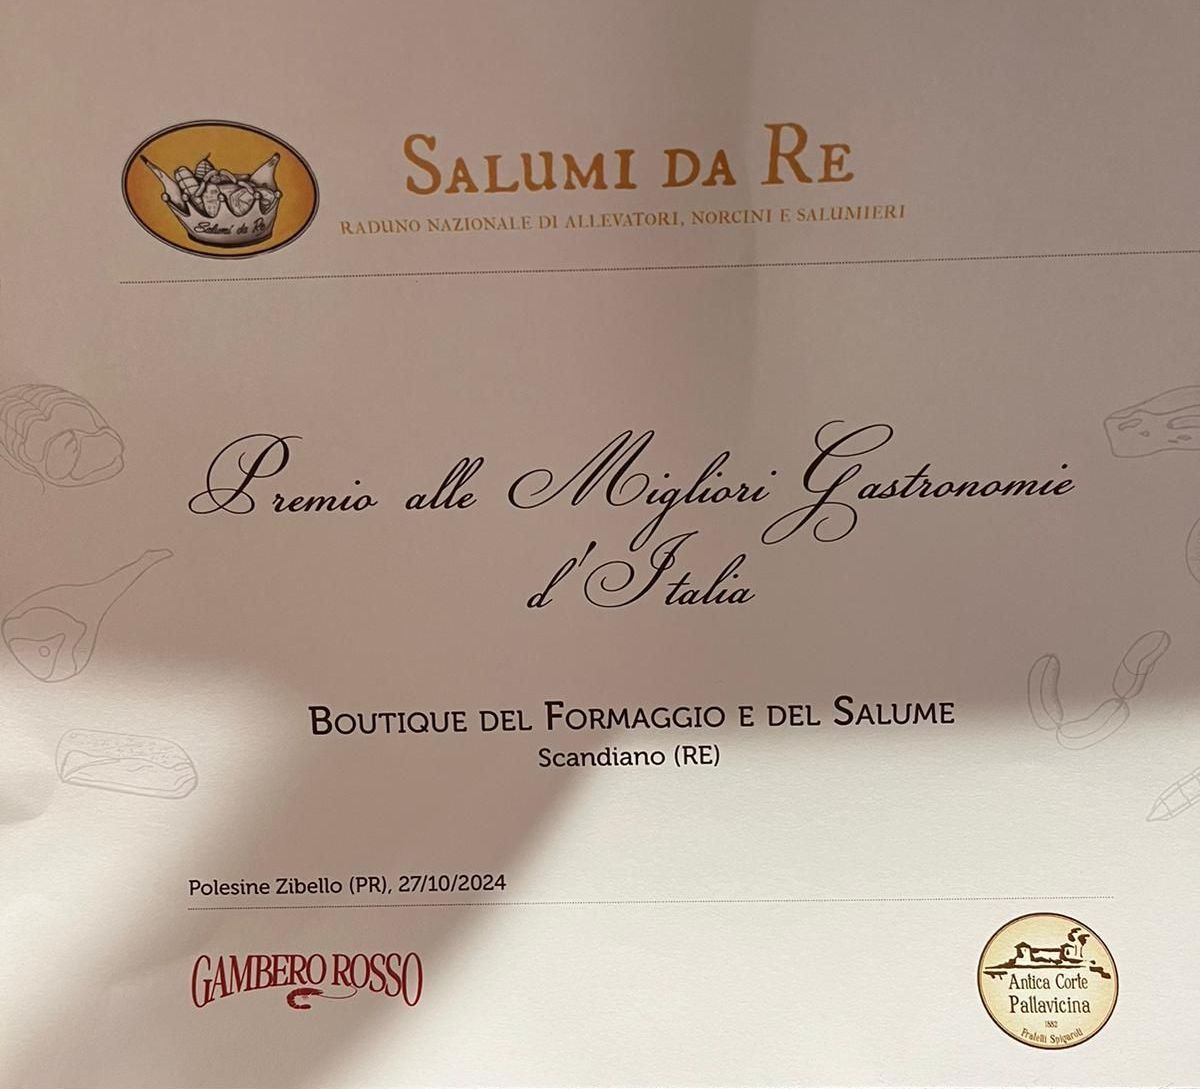 Salumi da Re
SALUMI DA RE
RADUNO NAZIONALE DI ALLEVATORI, NORCINI E SALUMIERI
Premio alle Migliori Gastronomie
d'Italia
BOUTIQUE DEL FORMAGGIO E DEL SALUME
Scandiano (RE)
Polesine Zibello (PR), 27/10/2024
GAMBERO ROSSO
Antica Corte
Pallavicina
1882
Fratelli Spigaroli